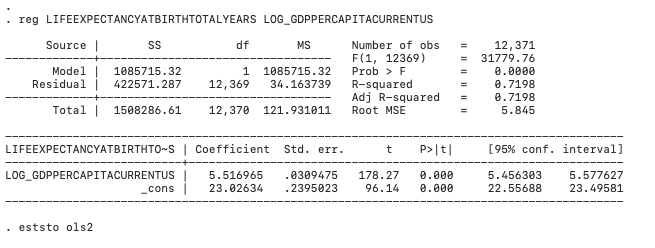 .
. reg LIFEEXPECTANCYATBIRTHTOTALYEARS LOG_GDPPERCAPITACURRENTUS
      Source |       SS           df       MS      Number of obs   =    12,371
-------------+----------------------------------   F(1, 12369)     =  31779.76
       Model |  1085715.32         1  1085715.32   Prob > F        =    0.0000
    Residual |  422571.287    12,369   34.163739   R-squared       =    0.7198
-------------+----------------------------------   Adj R-squared   =    0.7198
       Total |  1508286.61    12,370  121.931011   Root MSE        =     5.845
-------------------------------------------------------------------------------------------
LIFEEXPECTANCYATBIRTHTO~S | Coefficient  Std. err.      t    P>|t|     [95% conf. interval]
--------------------------+----------------------------------------------------------------
LOG_GDPPERCAPITACURRENTUS |   5.516965   .0309475   178.27   0.000     5.456303    5.577627
                    _cons |   23.02634   .2395023    96.14   0.000     22.55688    23.49581
-------------------------------------------------------------------------------------------
. eststo ols2